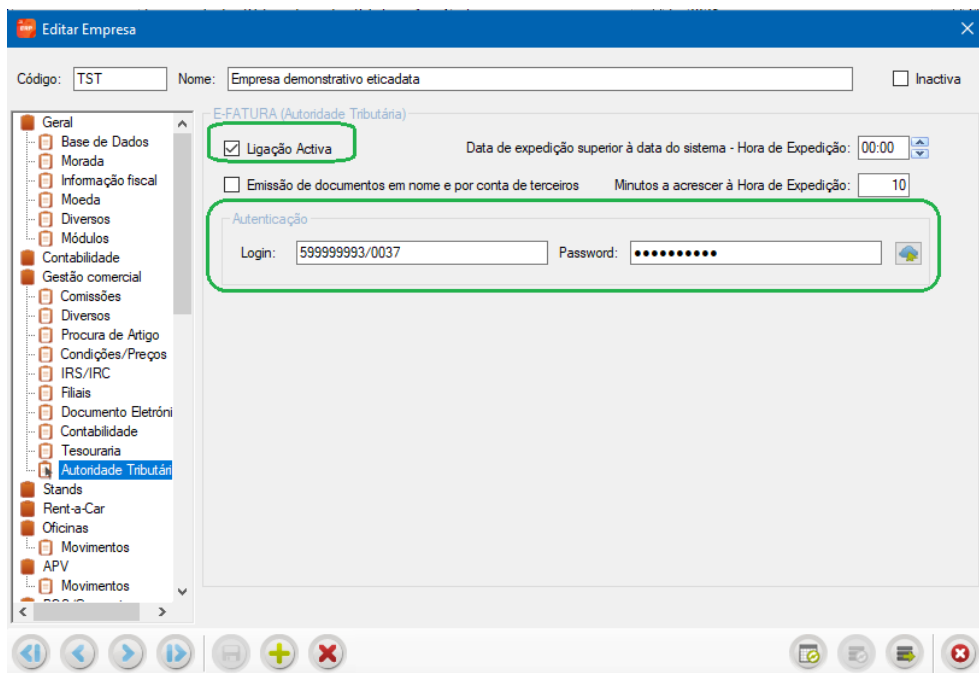 Editar Empresa
Código: TST Nome: Empresa demonstrativo eticadata Inactiva
Geral
Base de Dados
Morada
Informação fiscal
Moeda
Diversos
Módulos
Contabilidade
Gestão comercial
Comissões
Diversos
Procura de Artigo
Condições/Preços
IRS/IRC
Filiais
Documento Eletróni
Contabilidade
Tesouraria
Autoridade Tributári
Stands
Rent-a-Car
Oficinas
Movimentos
APV
Movimentos
E-FATURA (Autoridade Tributária)
Ligação Activa Data de expedição superior à data do sistema - Hora de Expedição: 00:00
Emissão de documentos em nome e por conta de terceiros Minutos a acrescer à Hora de Expedição: 10
Autenticação
Login: 599999993/0037 Password: ●●●●●●●●●●